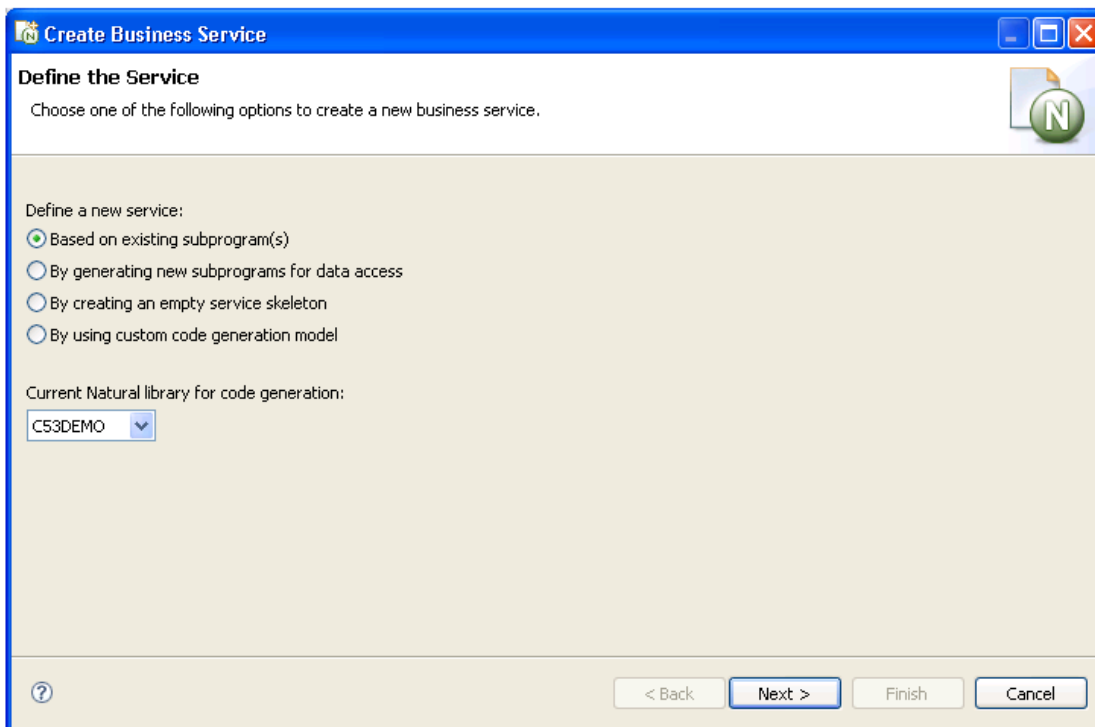 Create Business Service
Define the Service
Choose one of the following options to create a new business service.
N
Define a new service:
Based on existing subprogram(s)
By generating new subprograms for data access
By creating an empty service skeleton
By using custom code generation model
Current Natural library for code generation:
C53DEMO
? < Back Next > Finish Cancel